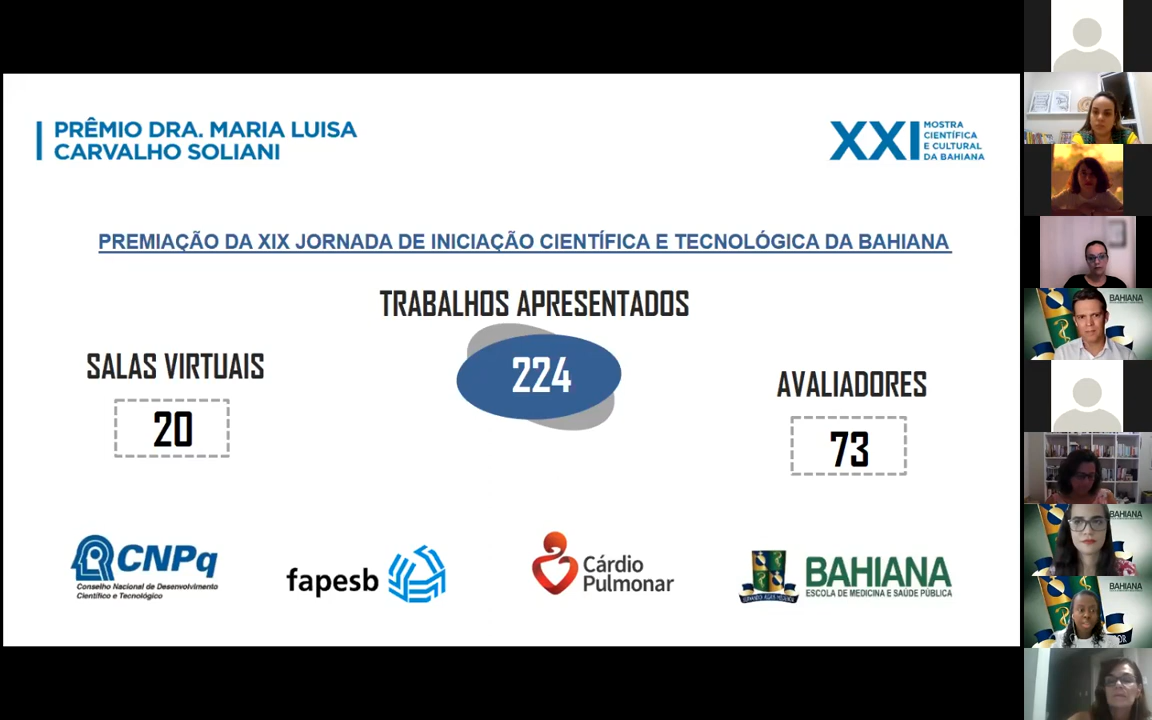 PRÊMIO DRA. MARIA LUISA
CARVALHO SOLIANI
XXI
MOSTRA
CIENTÍFICA
E CULTURAL
DA BAHIANA
PREMIAÇÃO DA XIX JORNADA DE INICIAÇÃO CIENTÍFICA E TECNOLÓGICA DA BAHIANA
TRABALHOS APRESENTADOS
224
SALAS VIRTUAIS
20
AVALIADORES
73
CNPq
Conselho Nacional de Desenvolvimento
Científico e Tecnológico
fapesb
Cárdio
Pulmonar
BAHIANA
ESCOLA DE MEDICINA E SAÚDE PÚBLICA
BAHIANA
BAHIANA
BAHIANA